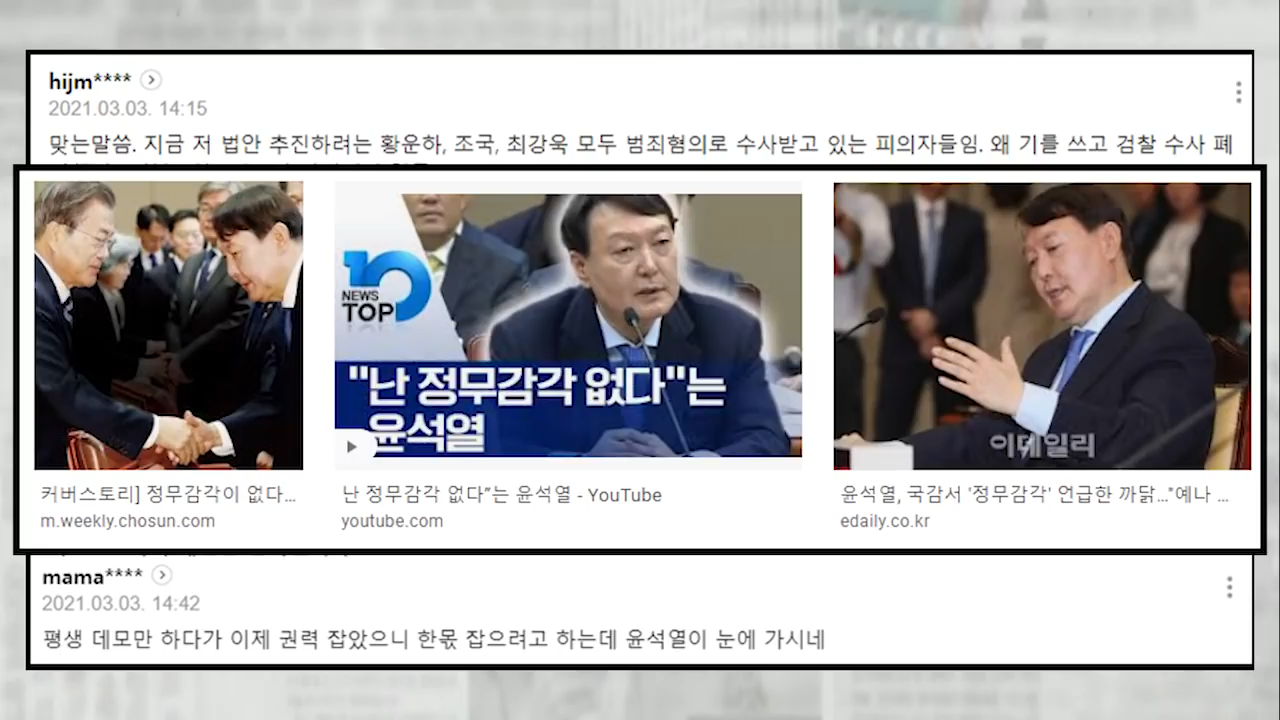 hijm****
2021.03.03. 14:15
맞는말씀. 지금 저 법안 추진하려는 황운하, 조국, 최강욱 모두 범죄혐의로 수사받고 있는 피의자들임. 왜 기를 쓰고 검찰 수사 폐
NEWS
TOP10
"난 정무감각 없다"는
윤석열
이데일리
커버스토리] 정무감각이 없다...
m.weekly.chosun.com
난 정무감각 없다"는 윤석열 - YouTube
youtube.com
윤석열, 국감서 '정무감각' 언급한 까닭..."예나 ...
edaily.co.kr
mama****
2021.03.03. 14:42
평생 데모만 하다가 이제 권력 잡았으니 한몫 잡으려고 하는데 윤석열이 눈에 가시네